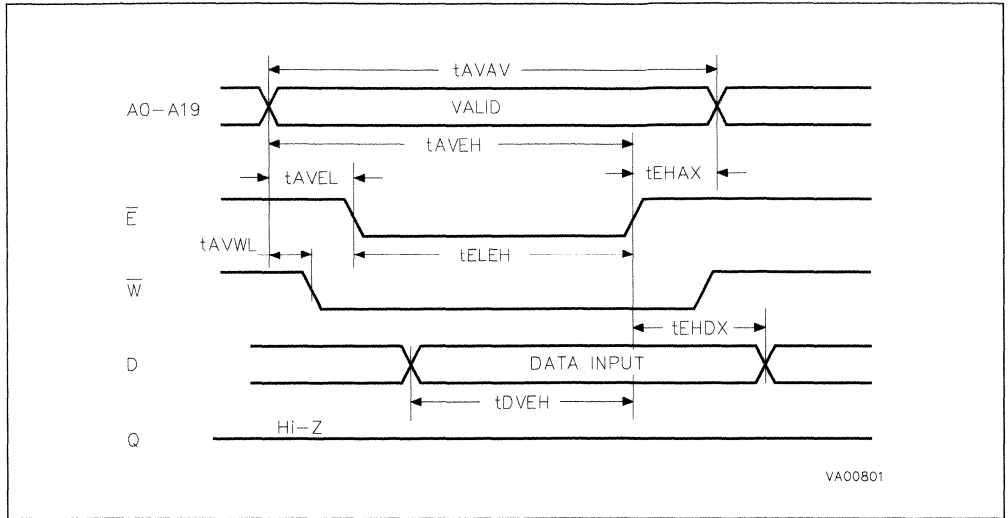 tAVAV
A0-A19
VALID
tAVEH
tAVEL
tEHAX
E̅
tAVWL
tELEH
W̅
tEHDX
D
DATA INPUT
tDVEH
Hi-Z
Q
VA00801